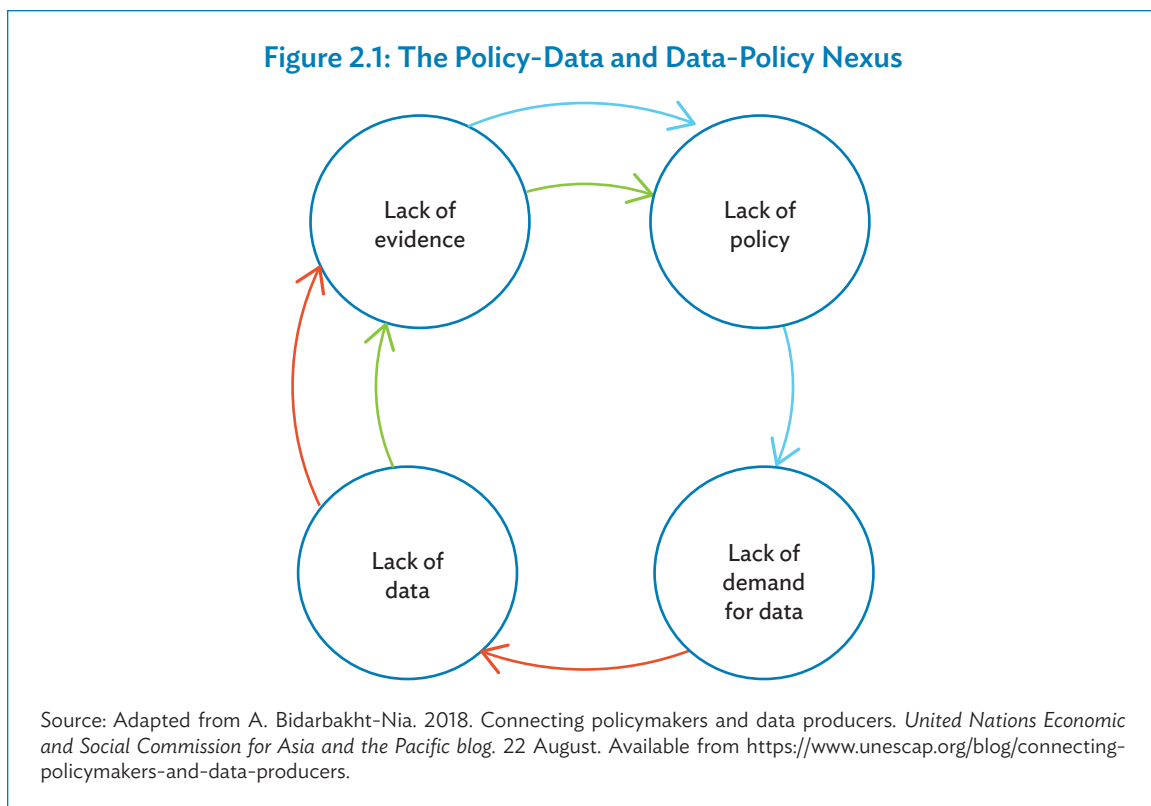 Figure 2.1: The Policy-Data and Data-Policy Nexus
Lack of
evidence
Lack of
policy
Lack of
data
Lack of
demand
for data
Source: Adapted from A. Bidarbakht-Nia. 2018. Connecting policymakers and data producers. United Nations Economic
and Social Commission for Asia and the Pacific blog. 22 August. Available from https://www.unescap.org/blog/connecting-
policymakers-and-data-producers.